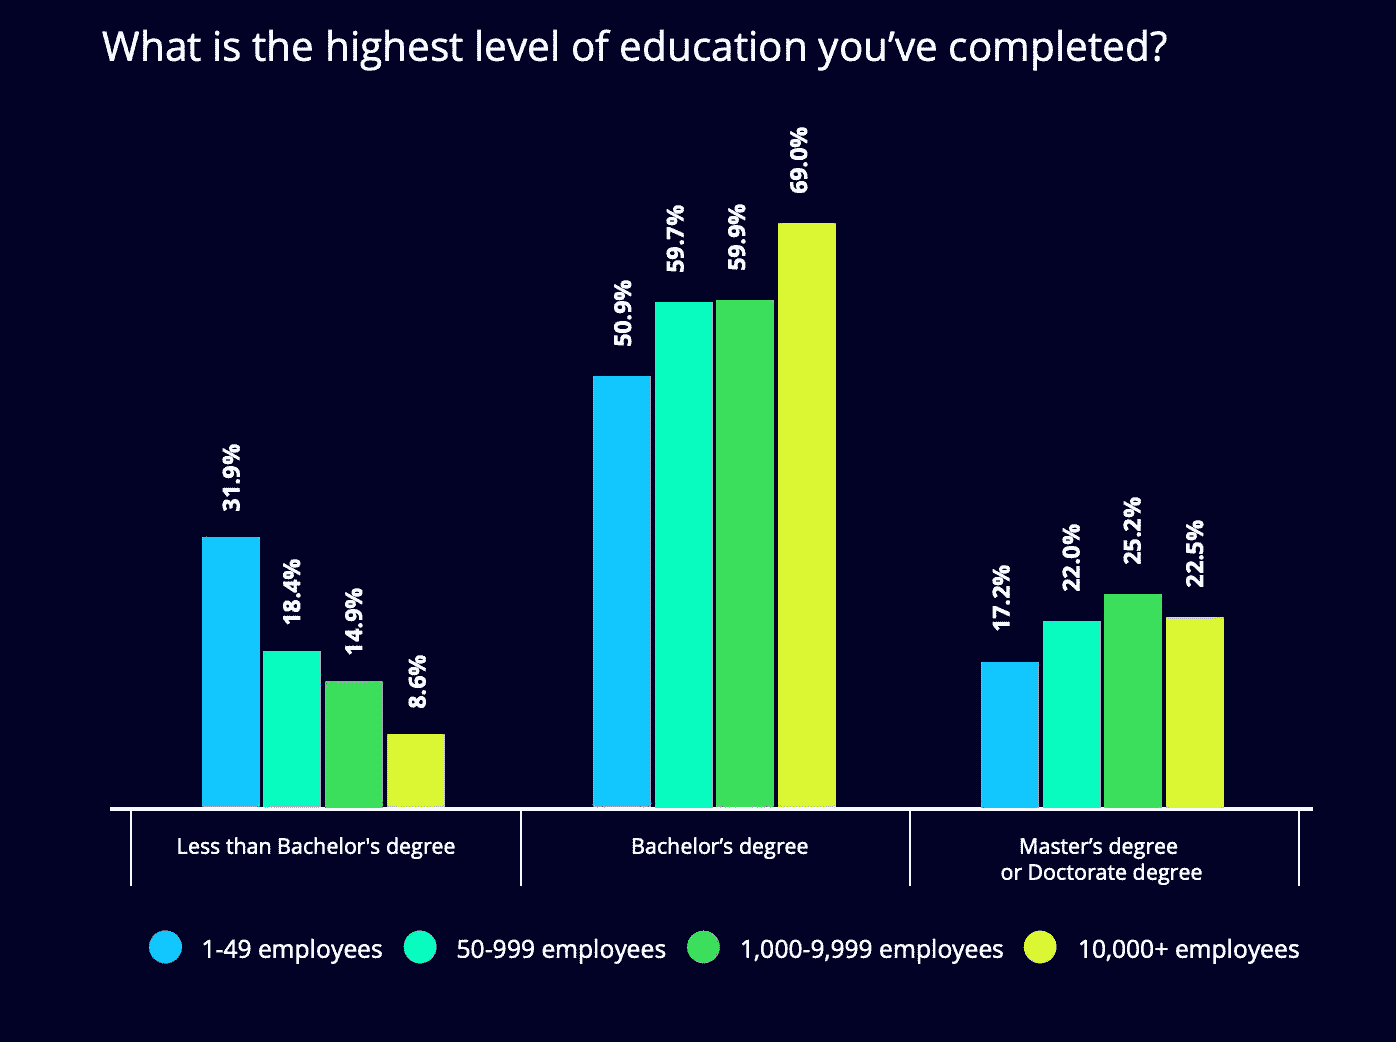 What is the highest level of education you’ve completed?
31.9%
18.4%
14.9%
8.6%
50.9%
59.7%
59.9%
69.0%
17.2%
22.0%
25.2%
22.5%
Less than Bachelor's degree
Bachelor’s degree
Master’s degree
or Doctorate degree
1-49 employees
50-999 employees
1,000-9,999 employees
10,000+ employees